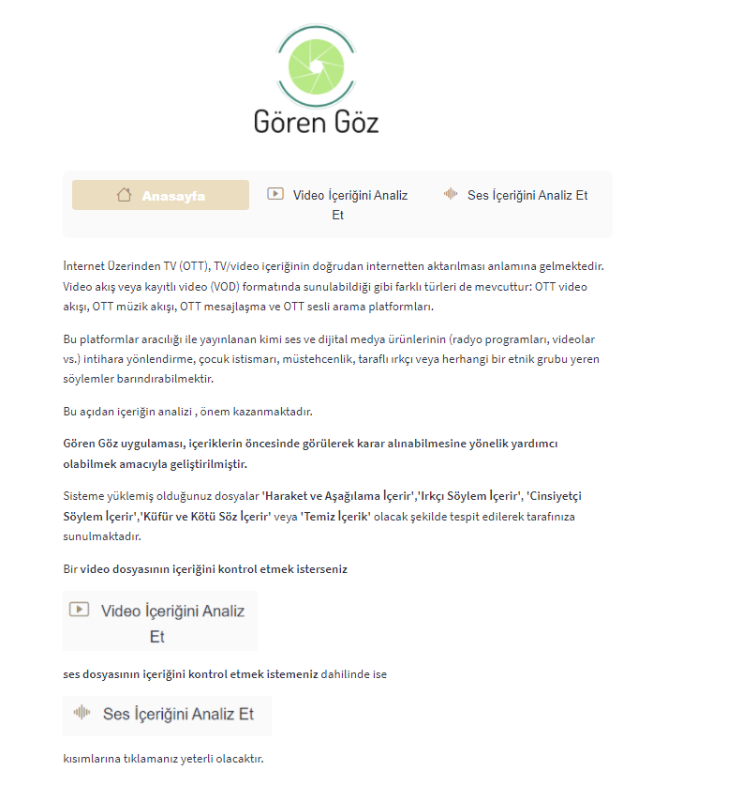 Gören Göz
Anasayfa
Video İçeriğini Analiz
Et
Ses İçeriğini Analiz Et
İnternet Üzerinden TV (OTT), TV/video içeriğinin doğrudan internetten aktarılması anlamına gelmektedir.
Video akış veya kayıtlı video (VOD) formatında sunulabildiği gibi farklı türleri de mevcuttur: OTT video
akışı, OTT müzik akışı, OTT mesajlaşma ve OTT sesli arama platformları.
Bu platformlar aracılığı ile yayınlanan kimi ses ve dijital medya ürünlerinin (radyo programları, videolar
vs.) intihara yönlendirme, çocuk istismarı, müstehcenlik, taraflı ırkçı veya herhangi bir etnik grubu yeren
söylemler barındırabilmektir.
Bu açıdan içeriğin analizi , önem kazanmaktadır.
Gören Göz uygulaması, içeriklerin öncesinde görülerek karar alınabilmesine yönelik yardımcı
olabilmek amacıyla geliştirilmiştir.
Sisteme yüklemiş olduğunuz dosyalar 'Haraket ve Aşağılama İçerir','Irkçı Söylem İçerir', 'Cinsiyetçi
Söylem İçerir','Küfür ve Kötü Söz İçerir' veya 'Temiz İçerik' olacak şekilde tespit edilerek tarafınıza
sunulmaktadır.
Bir video dosyasının içeriğini kontrol etmek isterseniz
Video İçeriğini Analiz
Et
ses dosyasının içeriğini kontrol etmek istemeniz dahilinde ise
Ses İçeriğini Analiz Et
kısımlarına tıklamanız yeterli olacaktır.